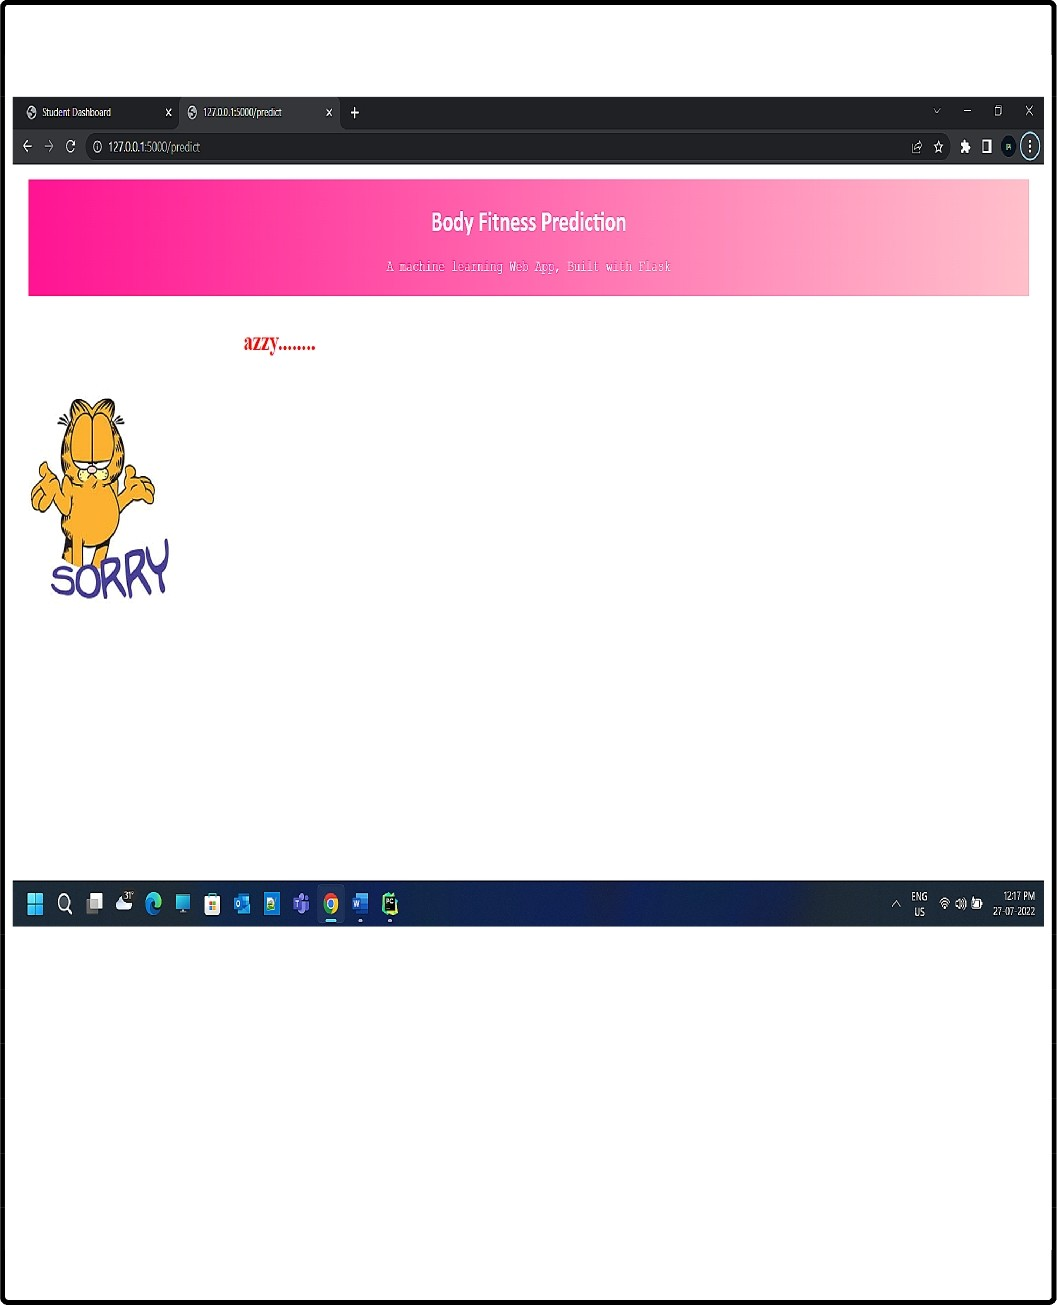 Student Dashboard
127.0.0.1:5000/predict
127.0.0.1:5000/predict
Body Fitness Prediction
A machine learning Web App, Built with Flask
azzy........
SORRY
31°
ENG
US
12:17 PM
27-07-2022